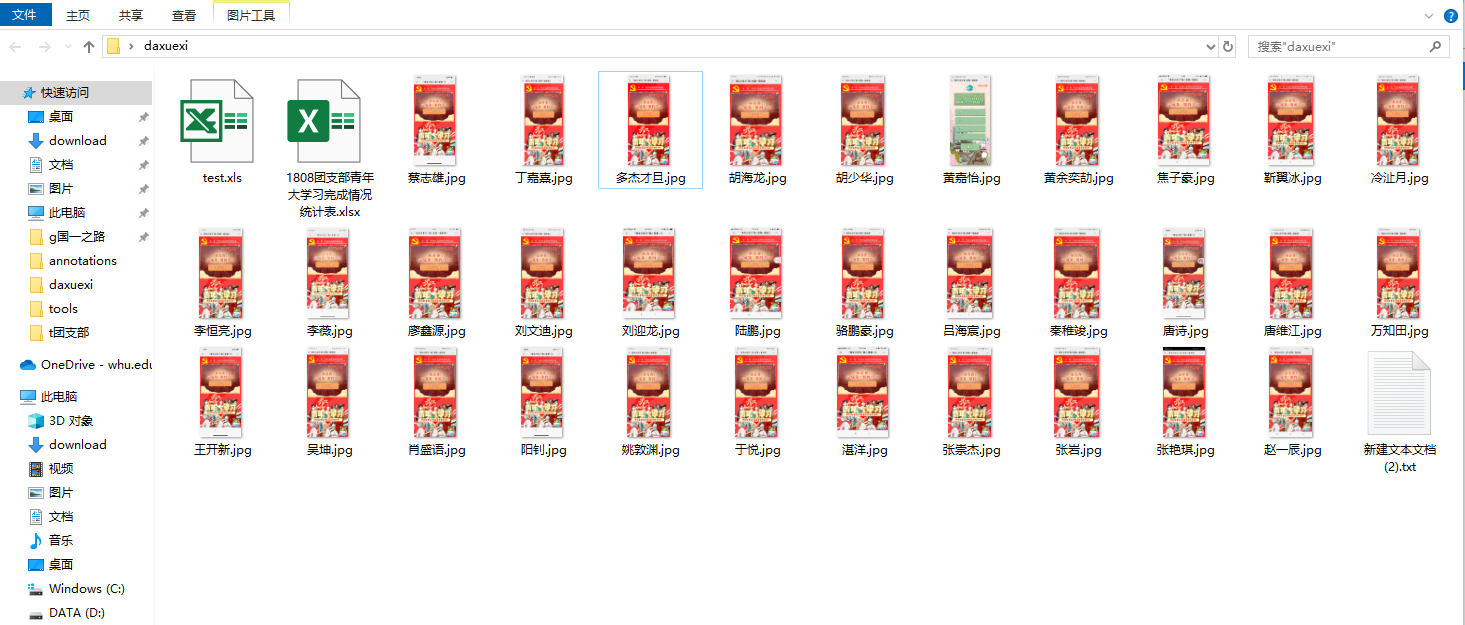 文件 主页 共享 查看 图片工具
daxuexi
搜索"daxuexi"
快速访问
桌面
download
文档
图片
此电脑
g国一之路
annotations
daxuexi
tools
t团支部
OneDrive - whu.edu
此电脑
3D 对象
download
视频
图片
文档
音乐
桌面
Windows (C:)
DATA (D:)
test.xls
1808团支部青年
大学习完成情况
统计表.xlsx
蔡志雄.jpg
丁嘉嘉.jpg
多杰才旦.jpg
胡海龙.jpg
胡少华.jpg
黄嘉怡.jpg
黄余奕劼.jpg
焦子豪.jpg
靳翼冰.jpg
冷沚月.jpg
李恒亮.jpg
李薇.jpg
廖鑫源.jpg
刘文迪.jpg
刘迎龙.jpg
陆鹏.jpg
骆鹏豪.jpg
吕海宸.jpg
秦稚竣.jpg
唐诗.jpg
唐维江.jpg
万知田.jpg
王开新.jpg
吴坤.jpg
肖盛语.jpg
阳钊.jpg
姚敦渊.jpg
于悦.jpg
湛洋.jpg
张崇杰.jpg
张岩.jpg
张艳琪.jpg
赵一辰.jpg
新建文本文档
(2).txt